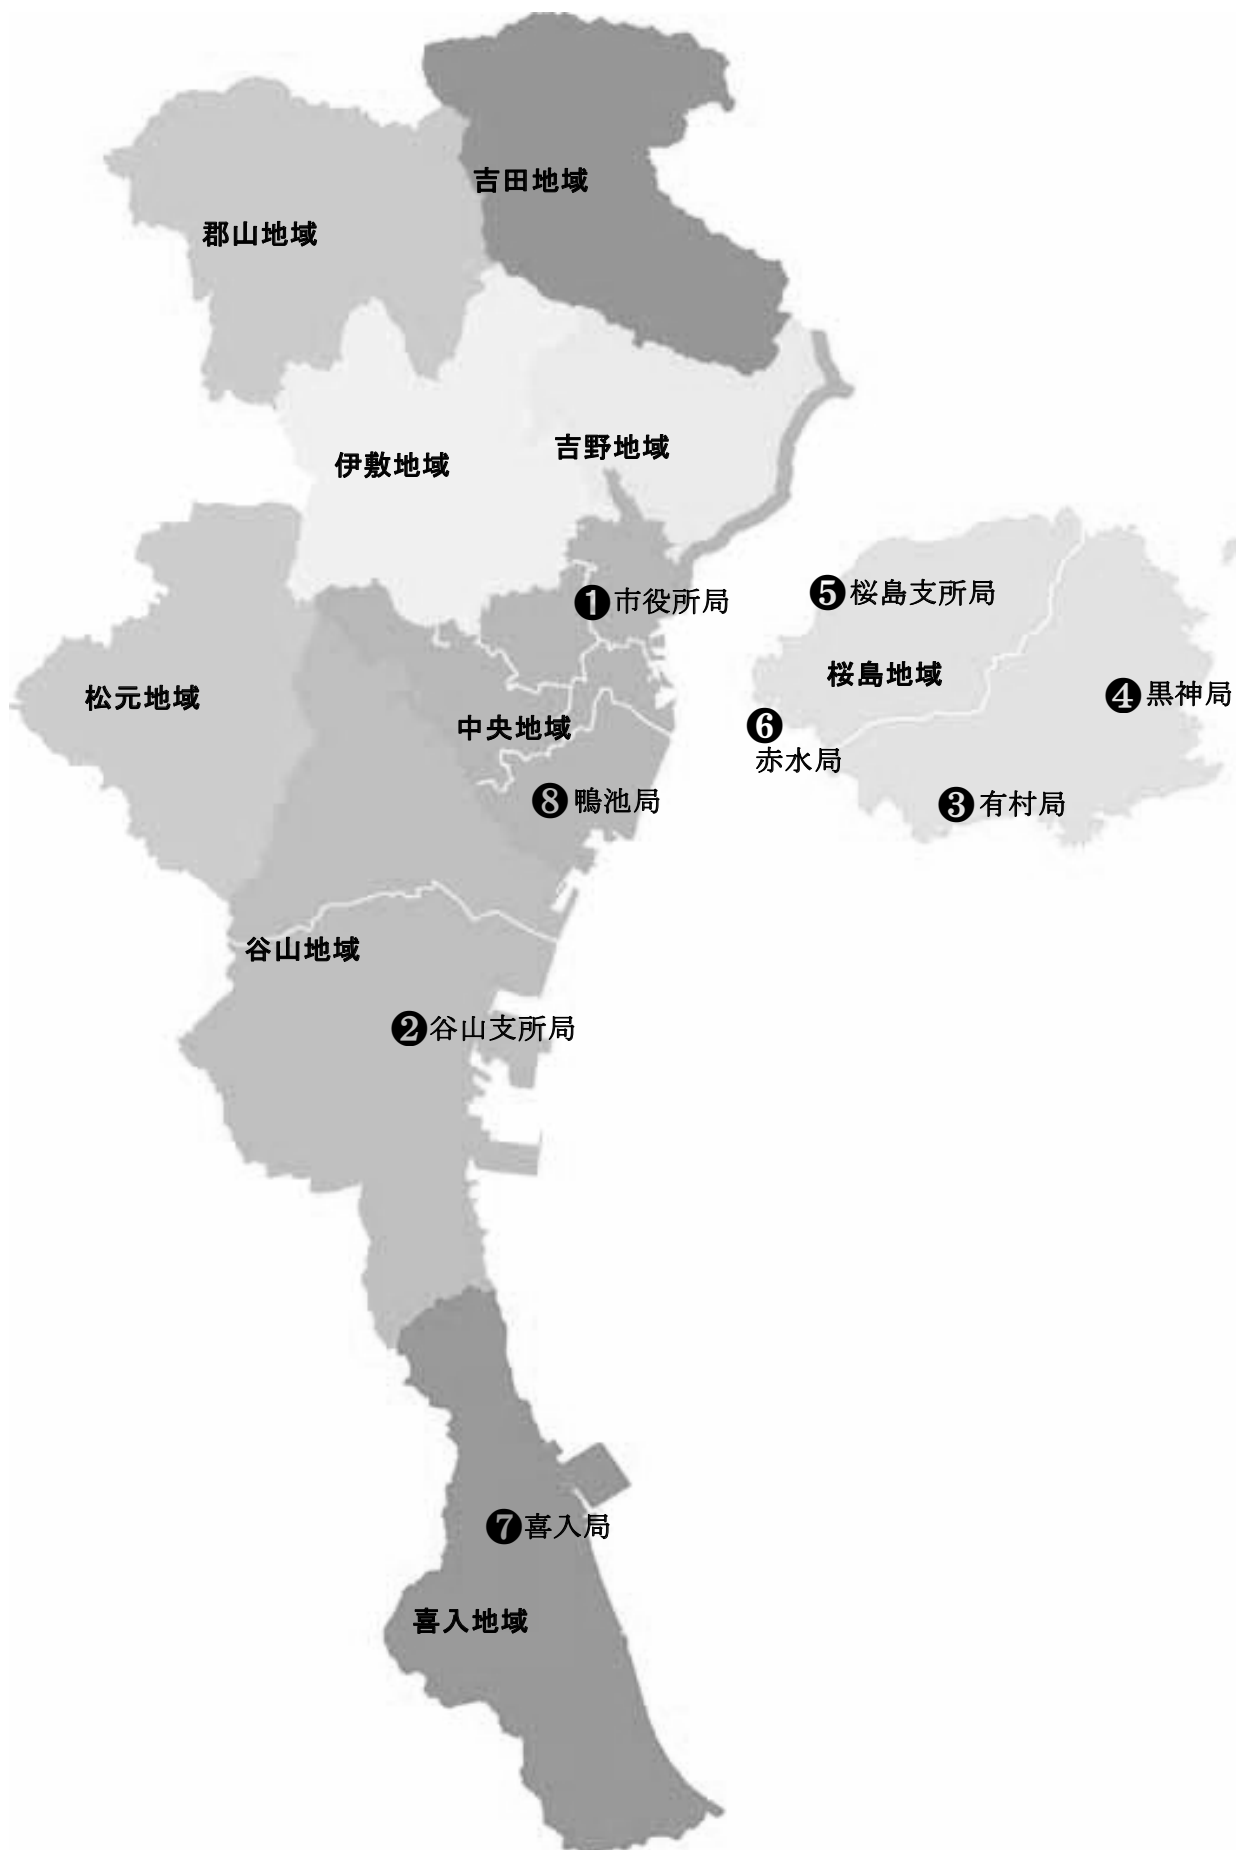 吉田地域
郡山地域
吉野地域
伊敷地域
❶市役所局
❺桜島支所局
桜島地域
❹黒神局
松元地域
中央地域
❻
赤水局
❽鴨池局
❸有村局
谷山地域
❷谷山支所局
❼喜入局
喜入地域